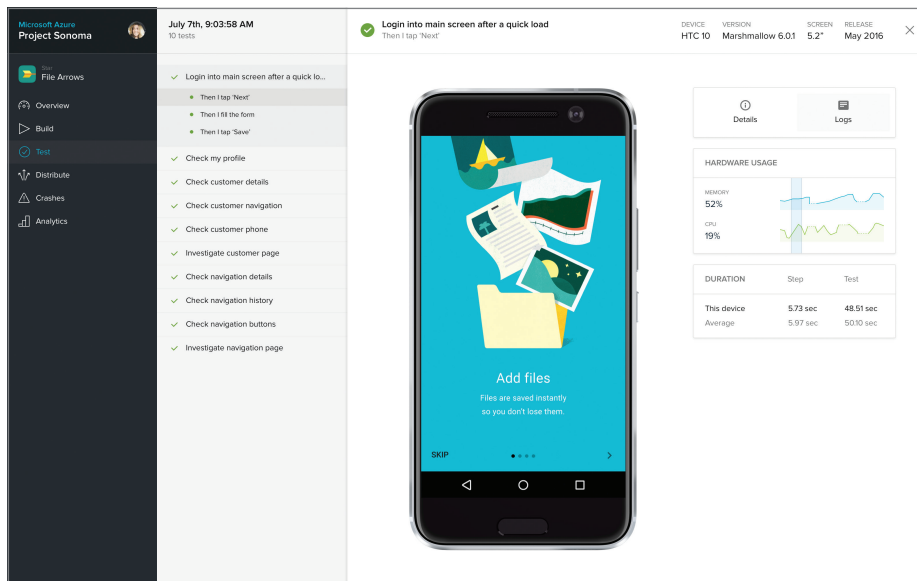 Microsoft Azure
Project Sonoma
File Arrows
Overview
Build
Test
Distribute
Crashes
Analytics
July 7th, 9:03:58 AM
10 tests
Login into main screen after a quick lo...
Then I tap ‘Next’
Then I fill the form
Then I tap ‘Save’
Check my profile
Check customer details
Check customer navigation
Check customer phone
Investigate customer page
Check navigation details
Check navigation history
Check navigation buttons
Investigate navigation page
Login into main screen after a quick load
Then I tap ‘Next’
DEVICE VERSION SCREEN RELEASE
HTC 10 Marshmallow 6.0.1 5.2” May 2016
Add files
Files are saved instantly
so you don’t lose them.
SKIP
Details Logs
HARDWARE USAGE
MEMORY
52%
CPU
19%
DURATION Step Test
This device 5.73 sec 48.51 sec
Average 5.97 sec 50.10 sec